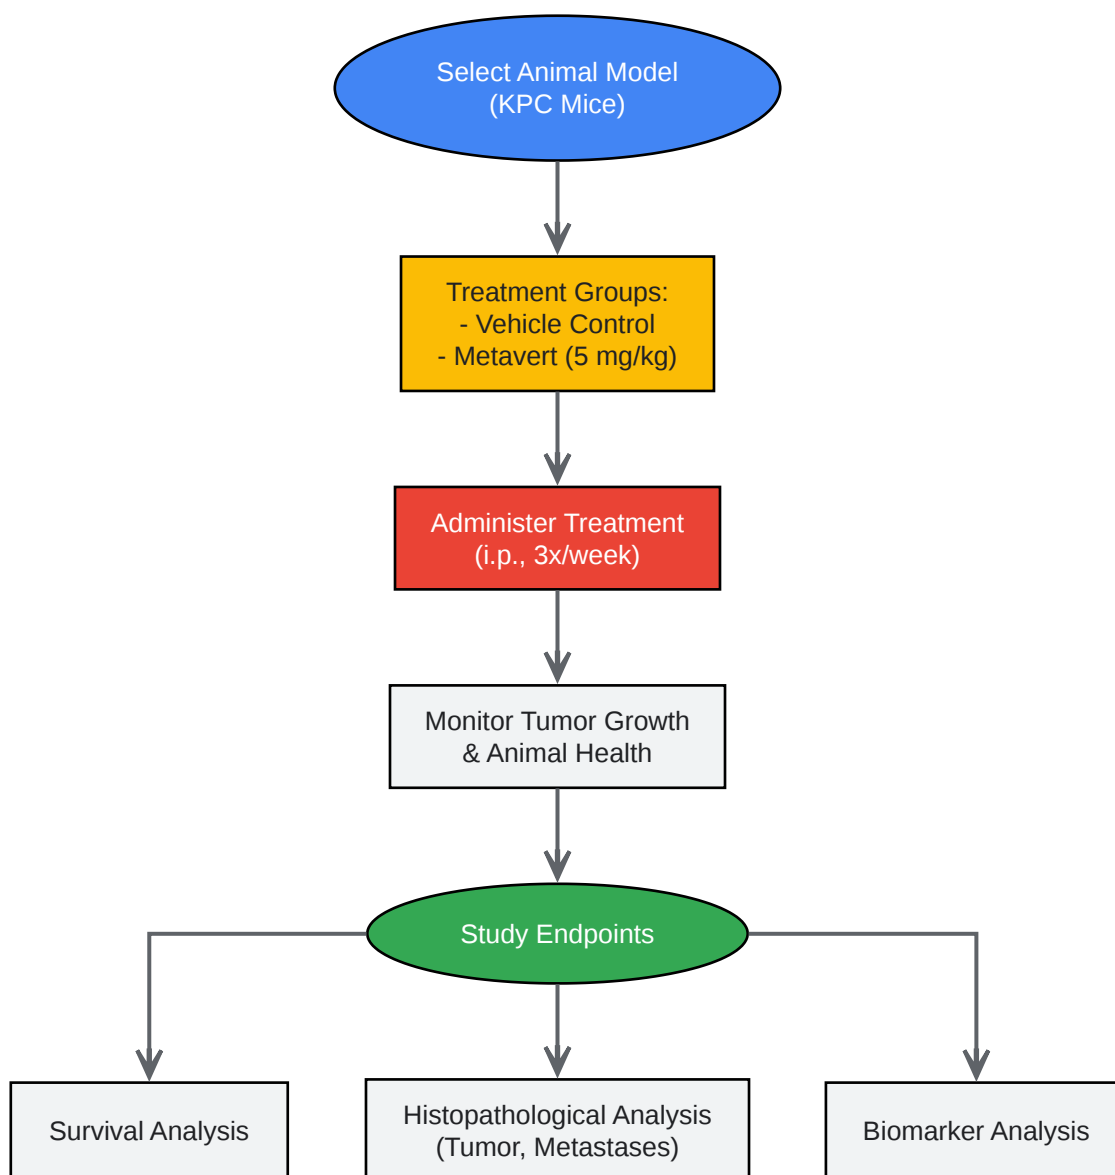 Select Animal Model
(KPC Mice)
Treatment Groups:
- Vehicle Control
- Metavert (5 mg/kg)
Administer Treatment
(i.p., 3x/week)
Monitor Tumor Growth
& Animal Health
Study Endpoints
Survival Analysis
Histopathological Analysis
(Tumor, Metastases)
Biomarker Analysis